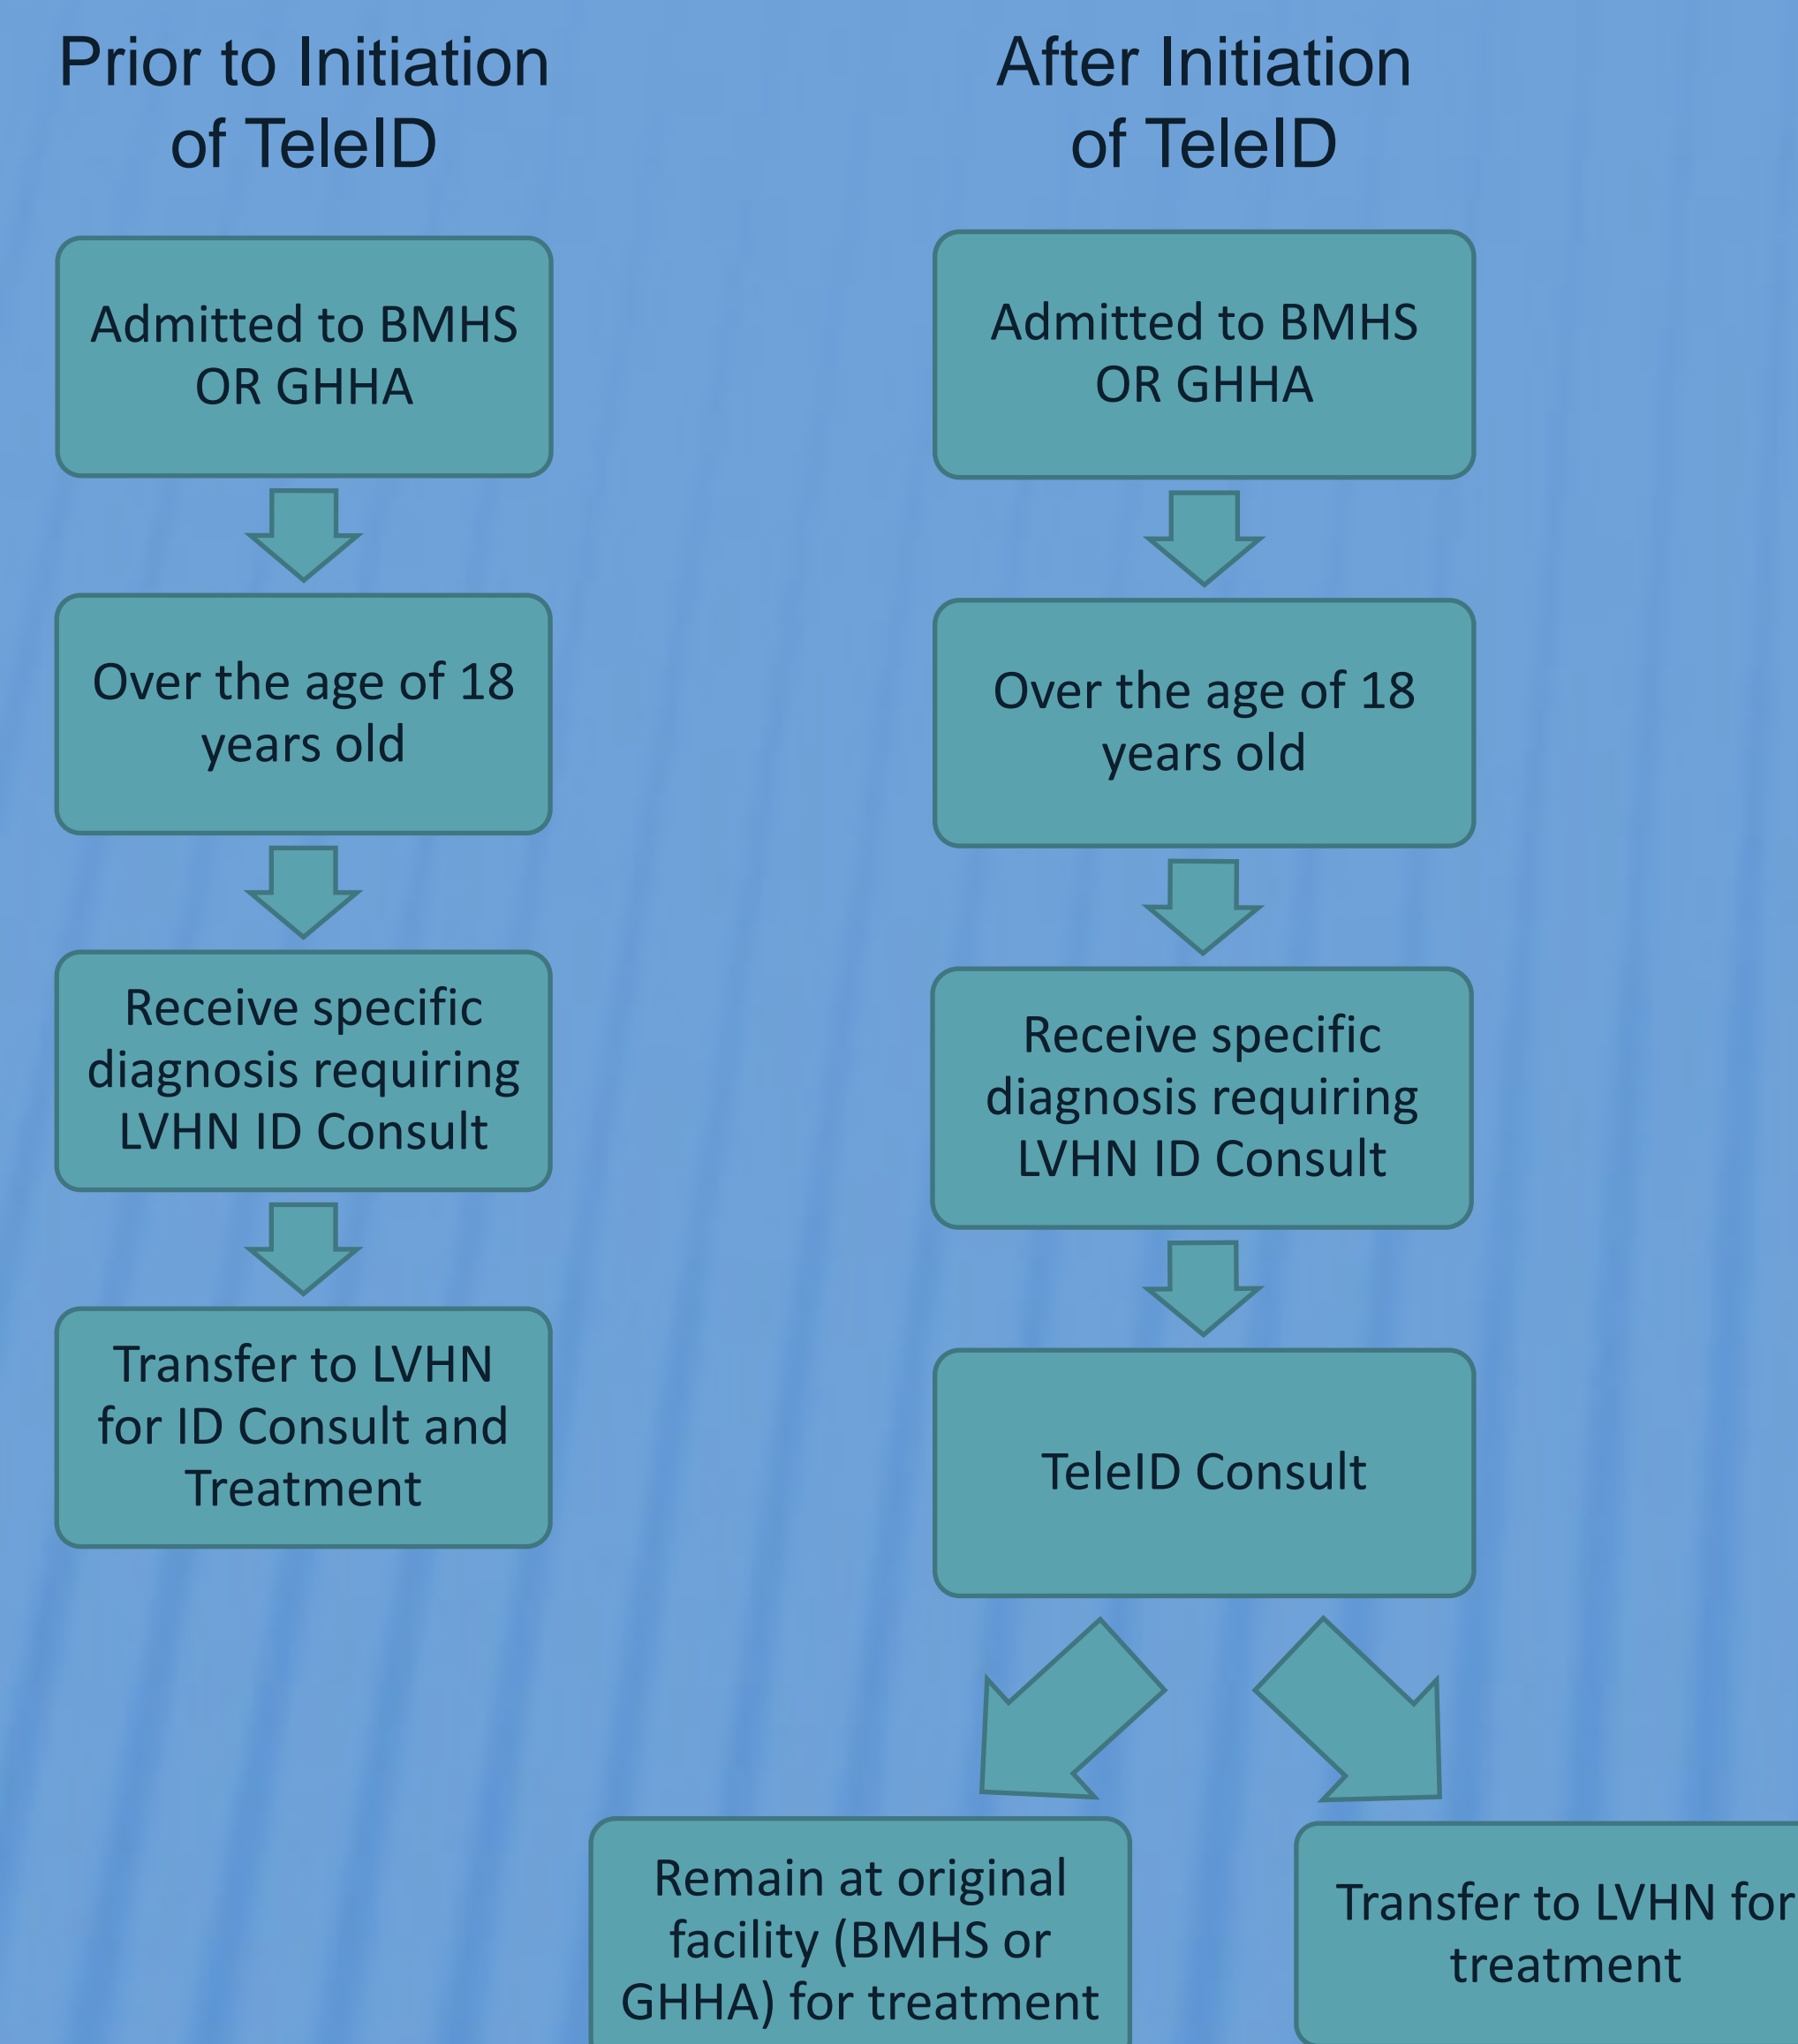 Prior to Initiation
of TeleID
Admitted to BMHS
OR GHHA
Over the age of 18
years old
Receive specific
diagnosis requiring
LVHN ID Consult
Transfer to LVHN
for ID Consult and
Treatment
After Initiation
of TeleID
Admitted to BMHS
OR GHHA
Over the age of 18
years old
Receive specific
diagnosis requiring
LVHN ID Consult
TeleID Consult
Remain at original
facility (BMHS or
GHHA) for treatment
Transfer to LVHN for
treatment